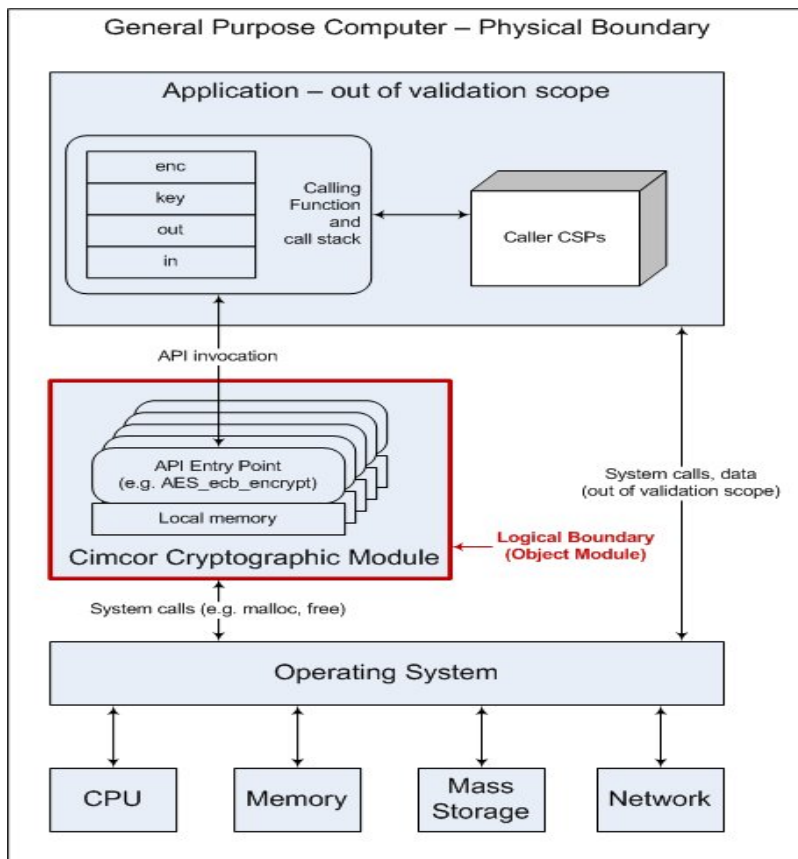 General Purpose Computer – Physical Boundary
Application – out of validation scope
enc
key
out
in
Calling
Function
and
call stack
Caller CSPs
API invocation
API Entry Point
(e.g. AES_ecb_encrypt)
Local memory
Cimcor Cryptographic Module
Logical Boundary
(Object Module)
System calls, data
(out of validation scope)
System calls (e.g. malloc, free)
Operating System
CPU
Memory
Mass
Storage
Network